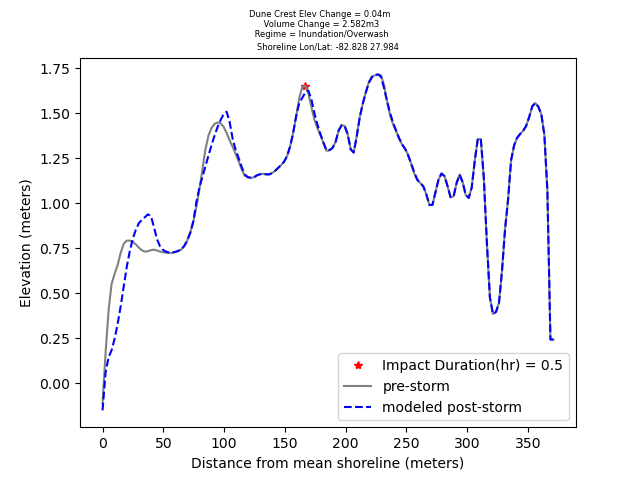 Dune Crest Elev Change = 0.04m
Volume Change = 2.582m3
Regime = Inundation/Overwash
Shoreline Lon/Lat: -82.828 27.984
1.75
1.50
1.25
1.00
0.75
0.50
0.25
0.00
Elevation (meters)
Impact Duration(hr) = 0.5
pre-storm
modeled post-storm
0 50 100 150 200 250 300 350
Distance from mean shoreline (meters)